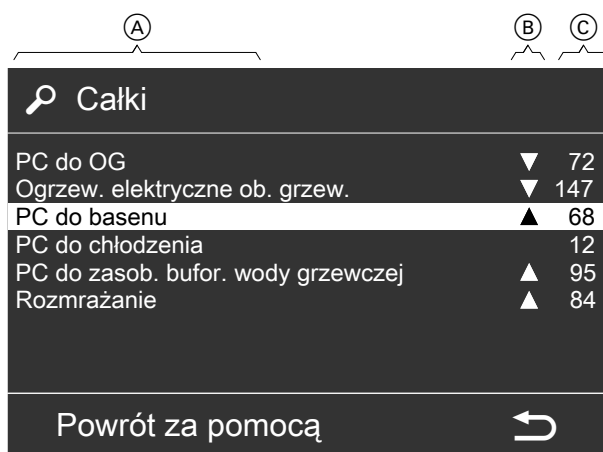 A B C
Całki
PC do OG ▼ 72
Ogrzew. elektryczne ob. grzew. ▼ 147
PC do basenu ▲ 68
PC do chłodzenia 12
PC do zasob. bufor. wody grzewczej ▲ 95
Rozmrażanie ▲ 84
Powrót za pomocą